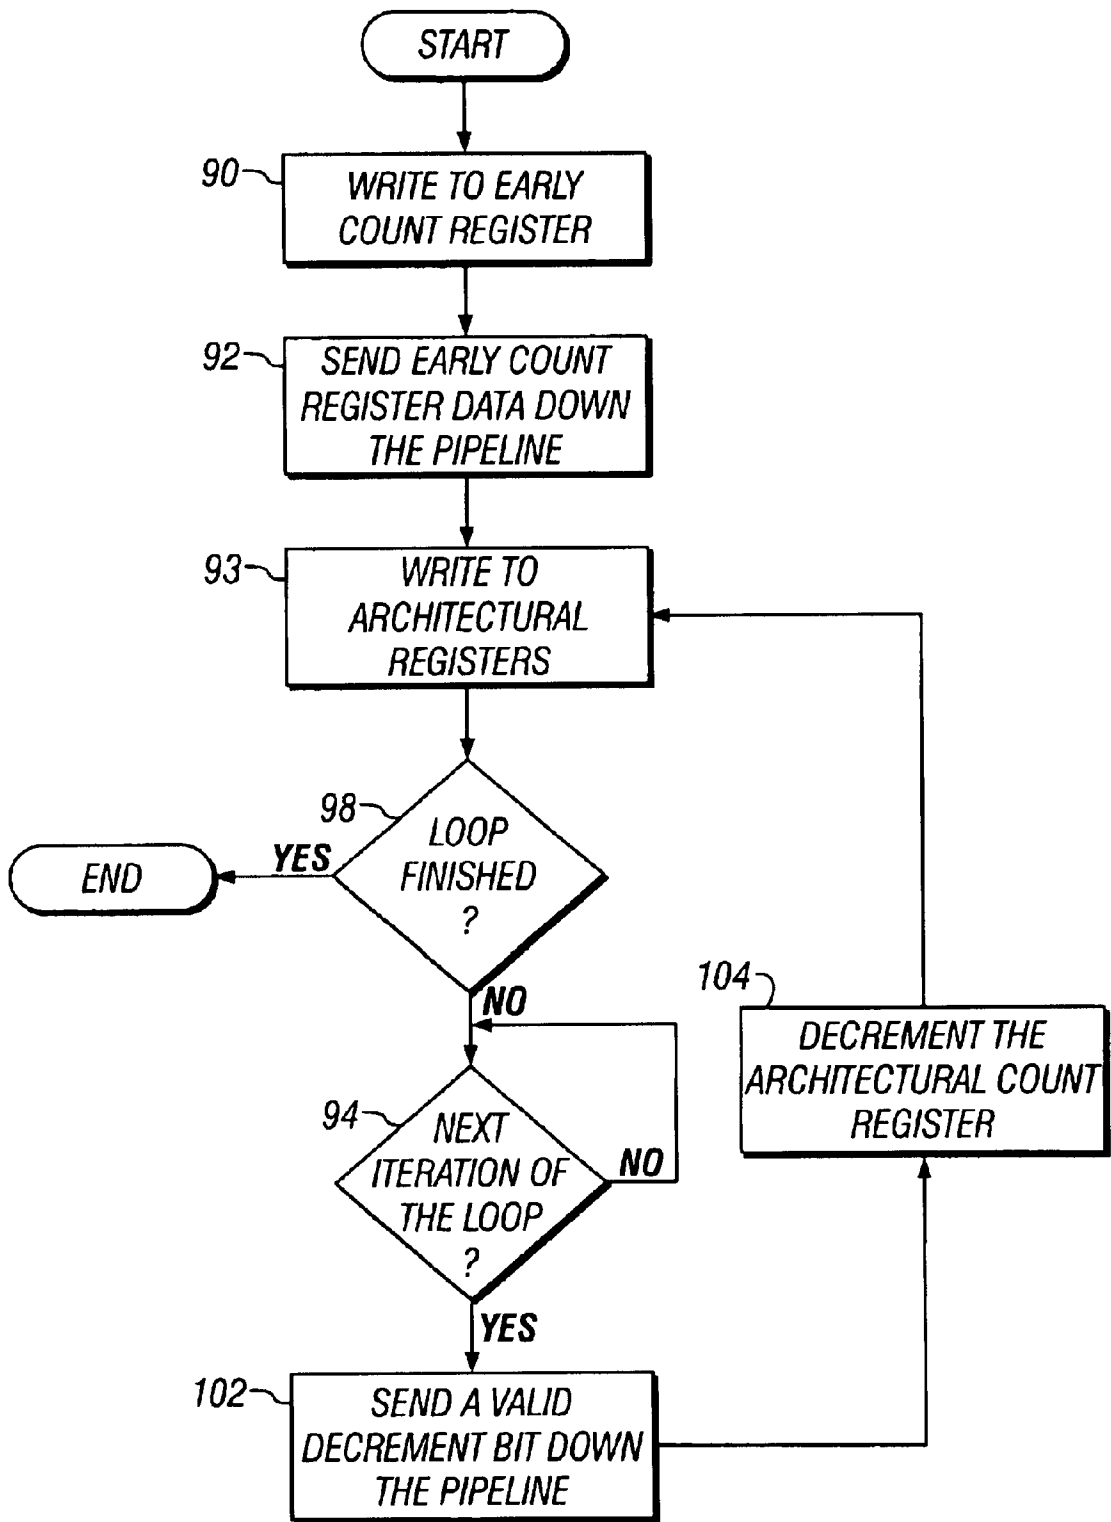 START
90
WRITE TO EARLY
COUNT REGISTER
92
SEND EARLY COUNT
REGISTER DATA DOWN
THE PIPELINE
93
WRITE TO
ARCHITECTURAL
REGISTERS
98
LOOP
FINISHED
?
YES
END
NO
94
NEXT
ITERATION OF
THE LOOP
?
NO
YES
102
SEND A VALID
DECREMENT BIT DOWN
THE PIPELINE
104
DECREMENT THE
ARCHITECTURAL COUNT
REGISTER